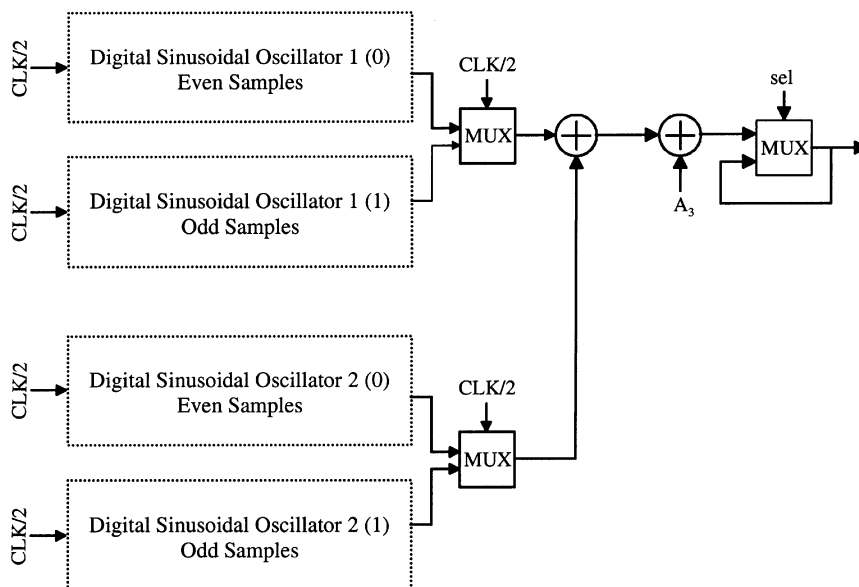 CLK/2
Digital Sinusoidal Oscillator 1 (0)
Even Samples
CLK/2
MUX
sel
MUX
CLK/2
Digital Sinusoidal Oscillator 1 (1)
Odd Samples
A₃
CLK/2
Digital Sinusoidal Oscillator 2 (0)
Even Samples
CLK/2
MUX
CLK/2
Digital Sinusoidal Oscillator 2 (1)
Odd Samples